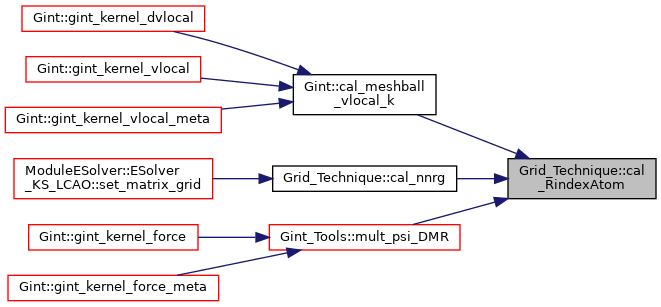 Gint::gint_kernel_dvlocal
Gint::gint_kernel_vlocal
Gint::gint_kernel_vlocal_meta
Gint::cal_meshball
_vlocal_k
ModuleESolver::ESolver
_KS_LCAO::set_matrix_grid
Grid_Technique::cal_nnrg
Grid_Technique::cal
_RindexAtom
Gint::gint_kernel_force
Gint_Tools::mult_psi_DMR
Gint::gint_kernel_force_meta